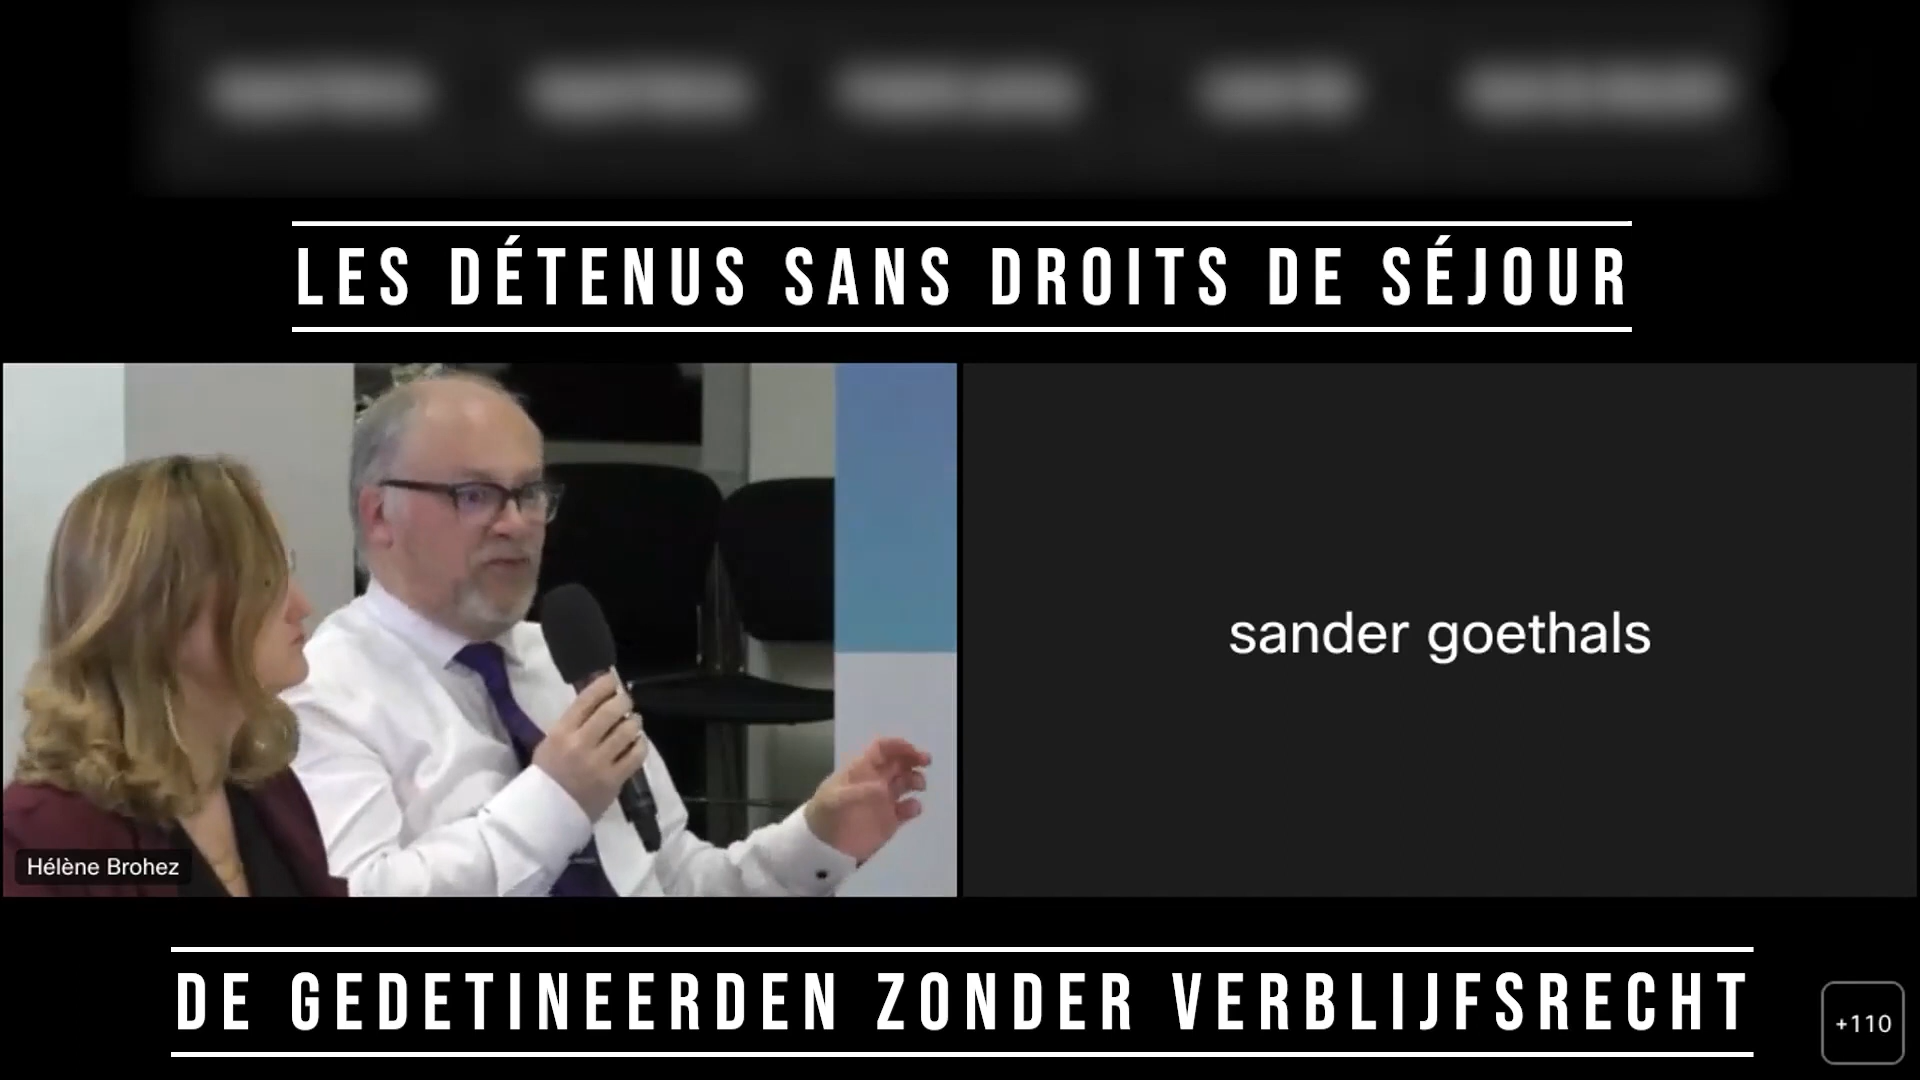 LES DÉTENUS SANS DROITS DE SÉJOUR
sander goethals
Hélène Brohez
DE GEDETINEERDEN ZONDER VERBLIJFSRECHT
+110